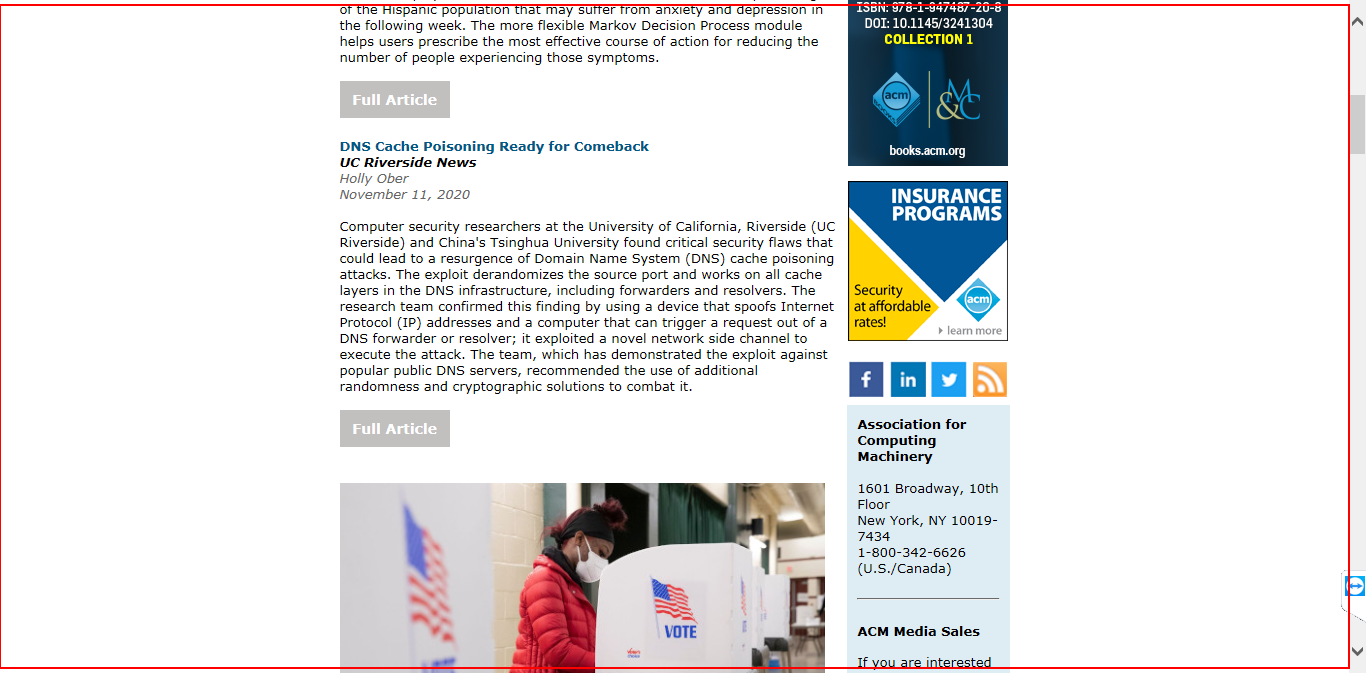 of the Hispanic population that may suffer from anxiety and depression in
the following week. The more flexible Markov Decision Process module
helps users prescribe the most effective course of action for reducing the
number of people experiencing those symptoms.
Full Article
DNS Cache Poisoning Ready for Comeback
UC Riverside News
Holly Ober
November 11, 2020
Computer security researchers at the University of California, Riverside (UC
Riverside) and China's Tsinghua University found critical security flaws that
could lead to a resurgence of Domain Name System (DNS) cache poisoning
attacks. The exploit derandomizes the source port and works on all cache
layers in the DNS infrastructure, including forwarders and resolvers. The
research team confirmed this finding by using a device that spoofs Internet
Protocol (IP) addresses and a computer that can trigger a request out of a
DNS forwarder or resolver; it exploited a novel network side channel to
execute the attack. The team, which has demonstrated the exploit against
popular public DNS servers, recommended the use of additional
randomness and cryptographic solutions to combat it.
Full Article
VOTE
ISBN: 978-1-947487-20-8
DOI: 10.1145/3241304
COLLECTION 1
acm
M&C
books.acm.org
INSURANCE
PROGRAMS
Security
at affordable
rates!
acm
learn more
f
in
Association for
Computing
Machinery
1601 Broadway, 10th
Floor
New York, NY 10019-
7434
1-800-342-6626
(U.S./Canada)
ACM Media Sales
If you are interested